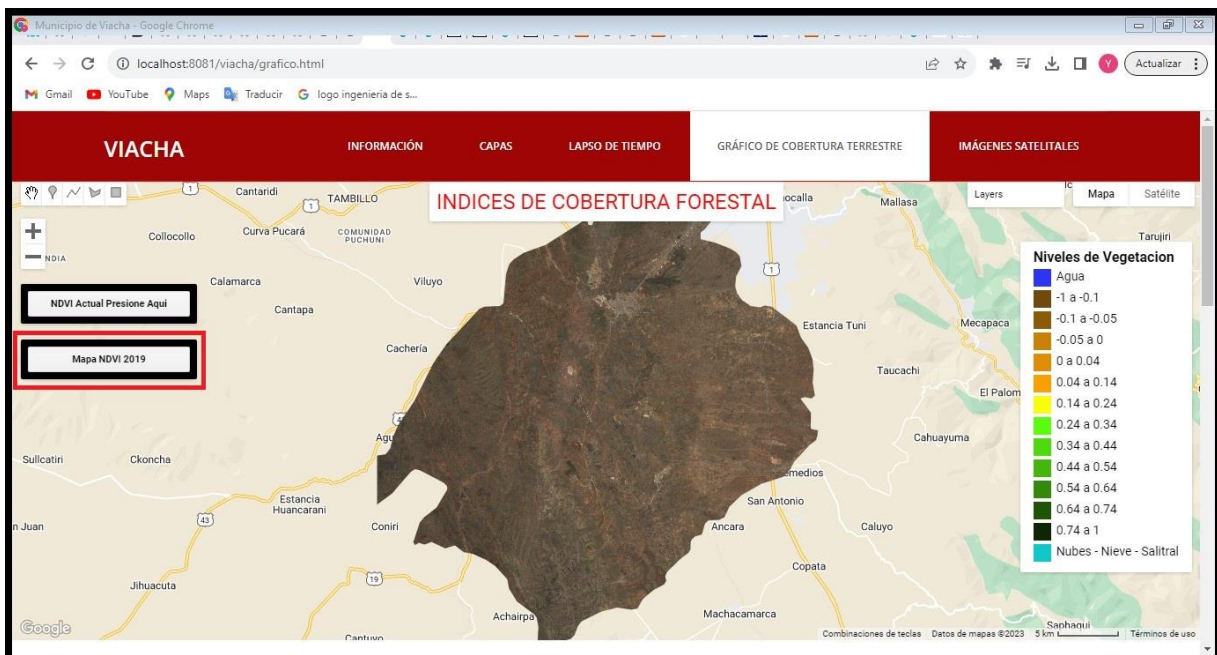 Municipio de Viacha - Google Chrome
localhost:8081/viacha/grafico.html
Y
Actualizar
Gmail YouTube Maps Traducir logo ingenieria de s...
VIACHA
INFORMACIÓN
CAPAS
LAPSO DE TIEMPO
GRÁFICO DE COBERTURA TERRESTRE
IMÁGENES SATELITALES
INDICES DE COBERTURA FORESTAL
Layers
Mapa
Satélite
NDVI Actual Presione Aqui
Mapa NDVI 2019
Niveles de Vegetacion
Agua
-1 a -0.1
-0.1 a -0.05
-0.05 a 0
0 a 0.04
0.04 a 0.14
0.14 a 0.24
0.24 a 0.34
0.34 a 0.44
0.44 a 0.54
0.54 a 0.64
0.64 a 0.74
0.74 a 1
Nubes - Nieve - Salitral
1
Cantaridi
1
TAMBILLO
Mallasa
Collocollo
Curva Pucará
COMUNIDAD
PUCHUNI
Tarujiri
Calamarca
Viluyo
1
Cantapa
Estancia Tuni
Mecapaca
Cachería
Taucachi
El Palom
Cahuayuma
Sullcatiri
Ckoncha
San Antonio
Estancia
Huancarani
n Juan
43
Coniri
Ancara
Caluyo
Copata
Jihuacuta
19
Achairpa
Machacamarca
Saphaqui
Cantuyo
Google
Combinaciones de teclas
Datos de mapas ©2023
5 km
Términos de uso